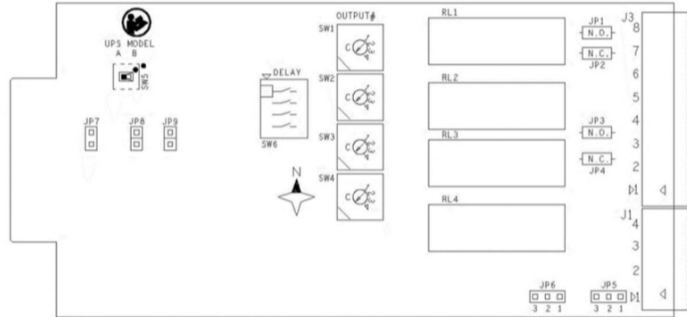 OUTPUT#
UPS MODEL
A B
SW5
JP7
JP8
JP9
DELAY
SW6
N
SW1
C
SW2
C
SW3
C
SW4
C
RL1
RL2
RL3
RL4
JP1
N.O.
N.C.
JP2
JP3
N.O.
N.C.
JP4
J3
8
7
6
5
4
3
2
1
J1
4
3
2
1
JP6
3 2 1
JP5
3 2 1